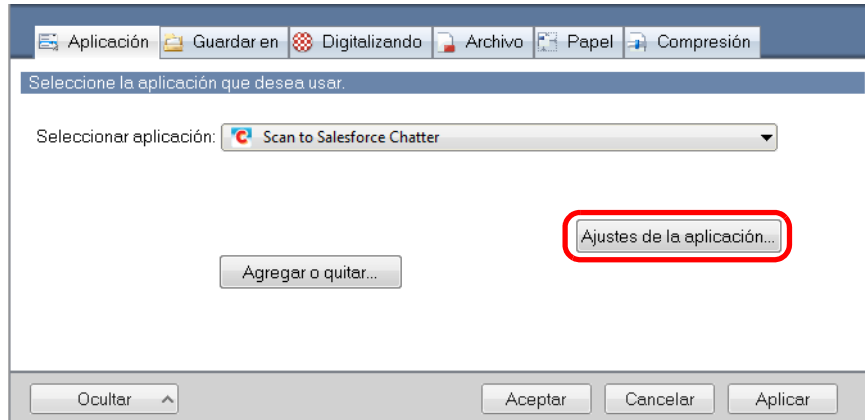 Aplicación Guardar en Digitalizando Archivo Papel Compresión
Seleccione la aplicación que desea usar.
Seleccionar aplicación: Scan to Salesforce Chatter
Ajustes de la aplicación...
Agregar o quitar...
Ocultar Aceptar Cancelar Aplicar